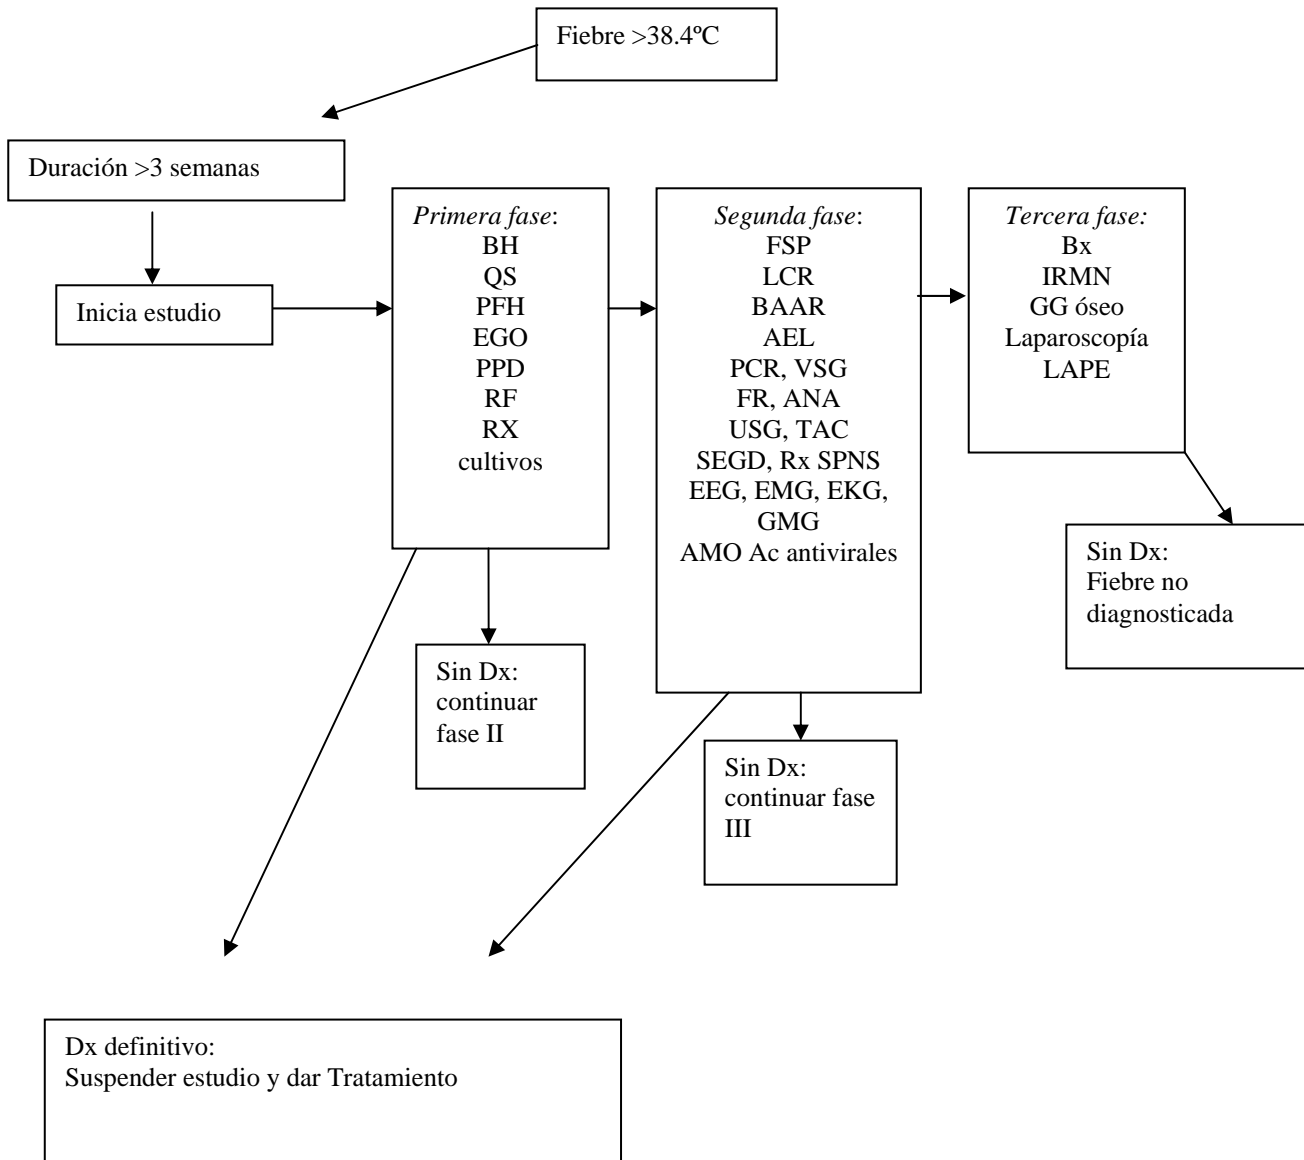 Fiebre >38.4ºC
Duración >3 semanas
Inicia estudio
Primera fase:
BH
QS
PFH
EGO
PPD
RF
RX
cultivos
Segunda fase:
FSP
LCR
BAAR
AEL
PCR, VSG
FR, ANA
USG, TAC
SEGD, Rx SPNS
EEG, EMG, EKG,
GMG
AMO Ac antivirales
Tercera fase:
Bx
IRMN
GG óseo
Laparoscopía
LAPE
Sin Dx:
Fiebre no
diagnosticada
Sin Dx:
continuar
fase II
Sin Dx:
continuar fase
III
Dx definitivo:
Suspender estudio y dar Tratamiento